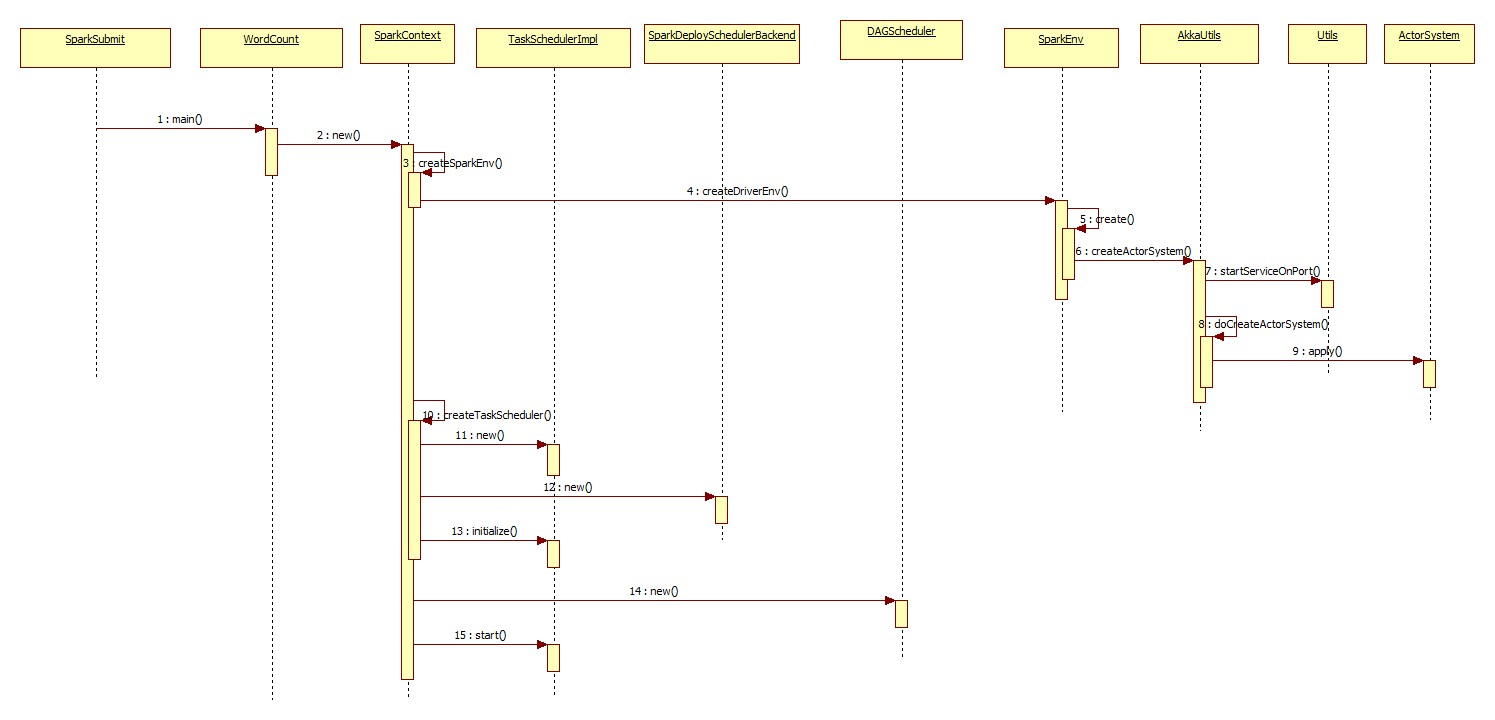 SparkSubmit
WordCount
SparkContext
TaskSchedulerImpl
SparkDeploySchedulerBackend
DAGScheduler
SparkEnv
AkkaUtils
Utils
ActorSystem
1 : main()
2 : new()
3 : createSparkEnv()
4 : createDriverEnv()
5 : create()
6 : createActorSystem()
7 : startServiceOnPort()
8 : doCreateActorSystem()
9 : apply()
10 : createTaskScheduler()
11 : new()
12 : new()
13 : initialize()
14 : new()
15 : start()